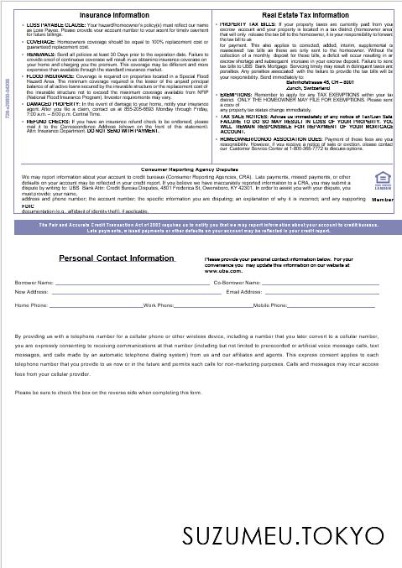 Insurance Information
LOSS PAYABLE CLAUSE: Your hazard/homeowner's policy(ies) must reflect our name
as Loss Payee. Please provide your account number to your agent for timely payment
for future billings.
COVERAGE: Homeowners coverage should be equal to 100% replacement cost or
guaranteed replacement cost.
RENEWALS: Send all policies at least 30 Days prior to the expiration date. Failure to
provide proof of continuous coverage will result in an additional insurance coverage on
your home and charging you the premium. This coverage may be different and more
expensive than available through the standard insurance market.
FLOOD INSURANCE: Coverage is required on properties located in a Special Flood
Hazard Area. The minimum coverage required is the lesser of the unpaid principal
balance of all active loans secured by the insurable structure or the replacement cost of
the insurable structure not to exceed the maximum coverage available from NFIP
(National Flood Insurance Program). Investor requirements may vary.
DAMAGED PROPERTY: In the event of damage to your home, notify your insurance
agent. After you file a claim, contact us at 855-205-8690. Monday through Friday,
7:00 a.m. – 8:00 p.m. Central Time.
REFUND CHECKS: If you have an insurance refund check to be endorsed, please
mail it to the Correspondence Address shown on the front of this statement.
Attn: Insurance Department. DO NOT SEND WITH PAYMENT.
Real Estate Tax Information
PROPERTY TAX BILLS: If your property taxes are currently paid from your
escrow account and your property is located in a tax district (homeowner area
that will only release the tax bill to the homeowner, it is your responsibility to forward
the tax bill to us
for payment. This also applies to corrected, added, interim, supplemental or
reassessed tax bills as these are only sent to the homeowner. Without the
collection of a monthly deposit for these bills, a deficit will occur resulting in an
escrow shortage and subsequent increase in your escrow deposit. Failure to send
tax bills to UBS Bank Mortgage Servicing timely may result in delinquent taxes and
penalties. Any penalties associated with the failure to provide the tax bills will be
your responsibility. Send immediately to:
Bahnhofstrasse 45, CH – 8001
Zurich, Switzerland
EXEMPTIONS: Remember to apply for any TAX EXEMPTIONS within your tax
district. ONLY THE HOMEOWNER MAY FILE FOR EXEMPTIONS. Please send
a copy of
any property tax status change immediately.
TAX SALE NOTICES: Advise us immediately of any notice of Tax/Lien Sale.
FAILURE TO DO SO MAY RESULT IN LOSS OF YOUR PROPERTY. YOU
WILL REMAIN RESPONSIBLE FOR REPAYMENT OF YOUR MORTGAGE
ACCOUNT.
HOMEOWNER/CONDO ASSOCIATION DUES: Payment of these fees are your
responsibility. However, if you receive a notice of sale or eviction, please contact
our Customer Service Center at 1-800-365-7772 to discuss options.
Consumer Reporting Agency Disputes
We may report information about your account to credit bureaus (Consumer Reporting Agencies, CRA). Late payments, missed payments, or other
defaults on your account may be reflected in your credit report. If you believe we have inaccurately reported information to a CRA, you may submit a
dispute by writing to: UBS Bank Attn: Credit Bureau Disputes, 4801 Frederica St. Owensboro, KY 42301. In order to assist you with your dispute, you
must provide: your name,
address and phone number; the account number; the specific information you are disputing; an explanation of why it is incorrect; and any supporting
documentation (e.g., affidavit of identity theft), if applicable.
Member
The Fair and Accurate Credit Transaction Act of 2003 requires us to notify you that we may report information about your account to credit bureaus.
Late payments, missed payments or other defaults on your account may be reflected in your credit report.
Personal Contact Information
Please provide your personal contact information below. For your
convenience you may update this information on our website at
www.ubs.com.
Borrower Name: Co-Borrower Name:
New Address:
Home Phone: Work Phone: Mobile Phone:
By providing us with a telephone number for a cellular phone or other wireless device, including a number that you later convert to a cellular number,
you are expressly consenting to receiving communications at that number (including but not limited to prerecorded or artificial voice message calls, text
messages, and calls made by an automatic telephone dialing system) from us and our affiliates and agents. This express consent applies to each
telephone number that you provide to us now or in the future and permits such calls for non-marketing purposes. Calls and messages may incur access
fees from your cellular provider.
Please be sure to check the box on the reverse side when completing this form
SUZUMEU.TOKYO